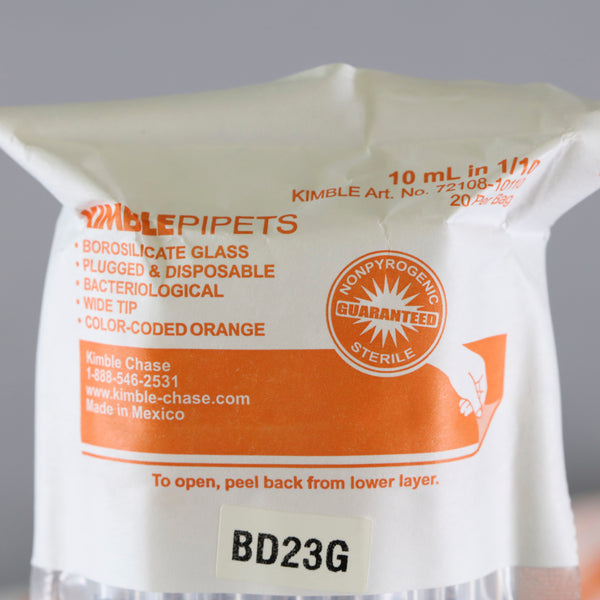 10 mL in 1/10
KIMBLE Art. No. 72108-10110
20 Per Bag
KIMBLEPIPETS
• BOROSILICATE GLASS
• PLUGGED & DISPOSABLE
• BACTERIOLOGICAL
• WIDE TIP
• COLOR-CODED ORANGE
NONPYROGENIC
GUARANTEED
STERILE
Kimble Chase
1-888-546-2531
www.kimble-chase.com
Made in Mexico
To open, peel back from lower layer.
BD23G